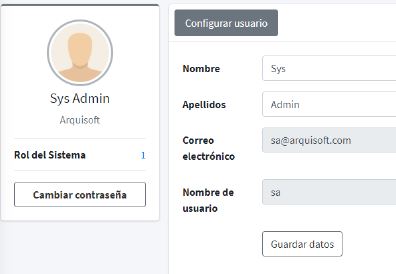 Sys Admin
Arquisoft
Rol del Sistema 1
Cambiar contraseña
Configurar usuario
Nombre Sys
Apellidos Admin
Correo
electrónico
sa@arquisoft.com
Nombre de
usuario
sa
Guardar datos